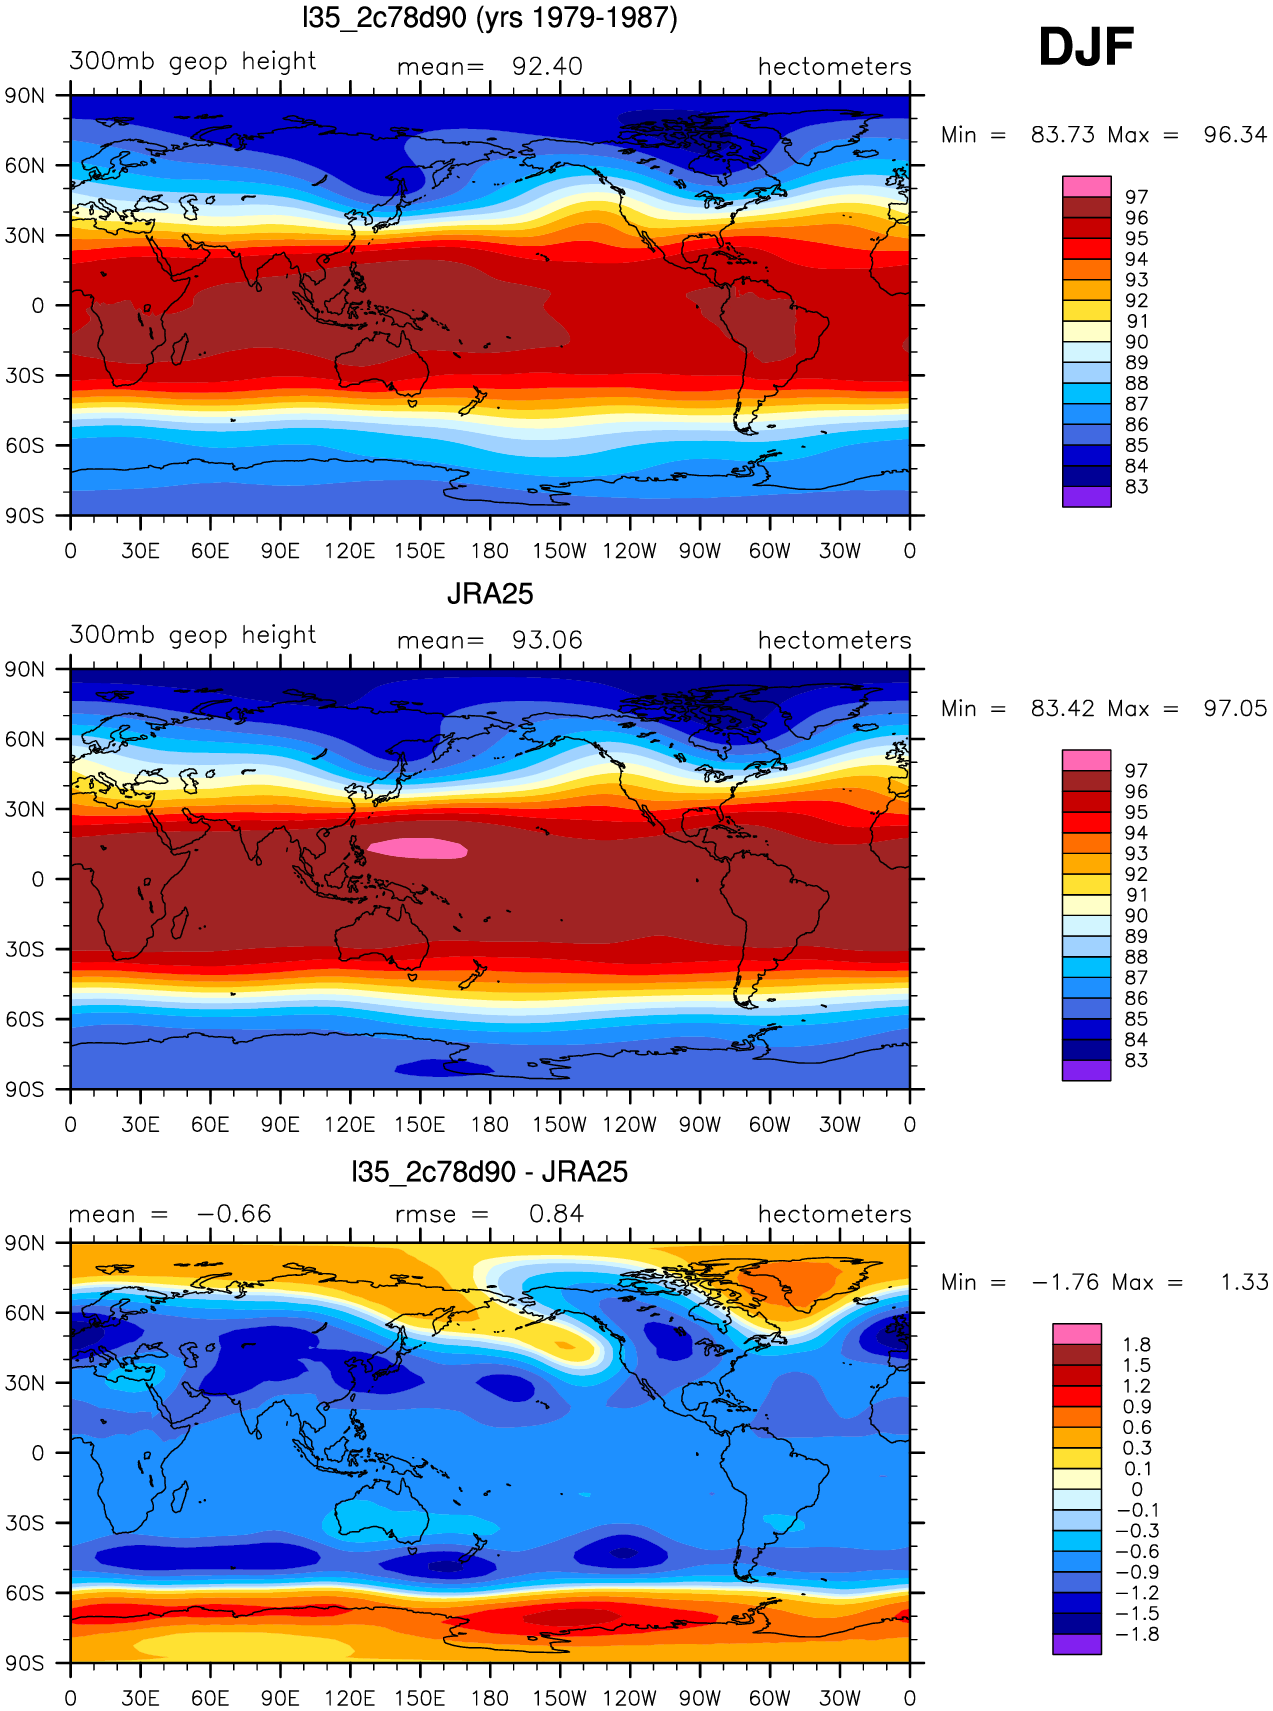 l35_2c78d90 (yrs 1979-1987)
DJF
300mb geop height mean= 92.40 hectometers
Min = 83.73 Max = 96.34
90N
60N
30N
0
30S
60S
90S
0 30E 60E 90E 120E 150E 180 150W 120W 90W 60W 30W 0
97
96
95
94
93
92
91
90
89
88
87
86
85
84
83
JRA25
300mb geop height mean= 93.06 hectometers
Min = 83.42 Max = 97.05
90N
60N
30N
0
30S
60S
90S
0 30E 60E 90E 120E 150E 180 150W 120W 90W 60W 30W 0
97
96
95
94
93
92
91
90
89
88
87
86
85
84
83
l35_2c78d90 - JRA25
mean = −0.66 rmse = 0.84 hectometers
Min = −1.76 Max = 1.33
90N
60N
30N
0
30S
60S
90S
0 30E 60E 90E 120E 150E 180 150W 120W 90W 60W 30W 0
1.8
1.5
1.2
0.9
0.6
0.3
0.1
0
−0.1
−0.3
−0.6
−0.9
−1.2
−1.5
−1.8